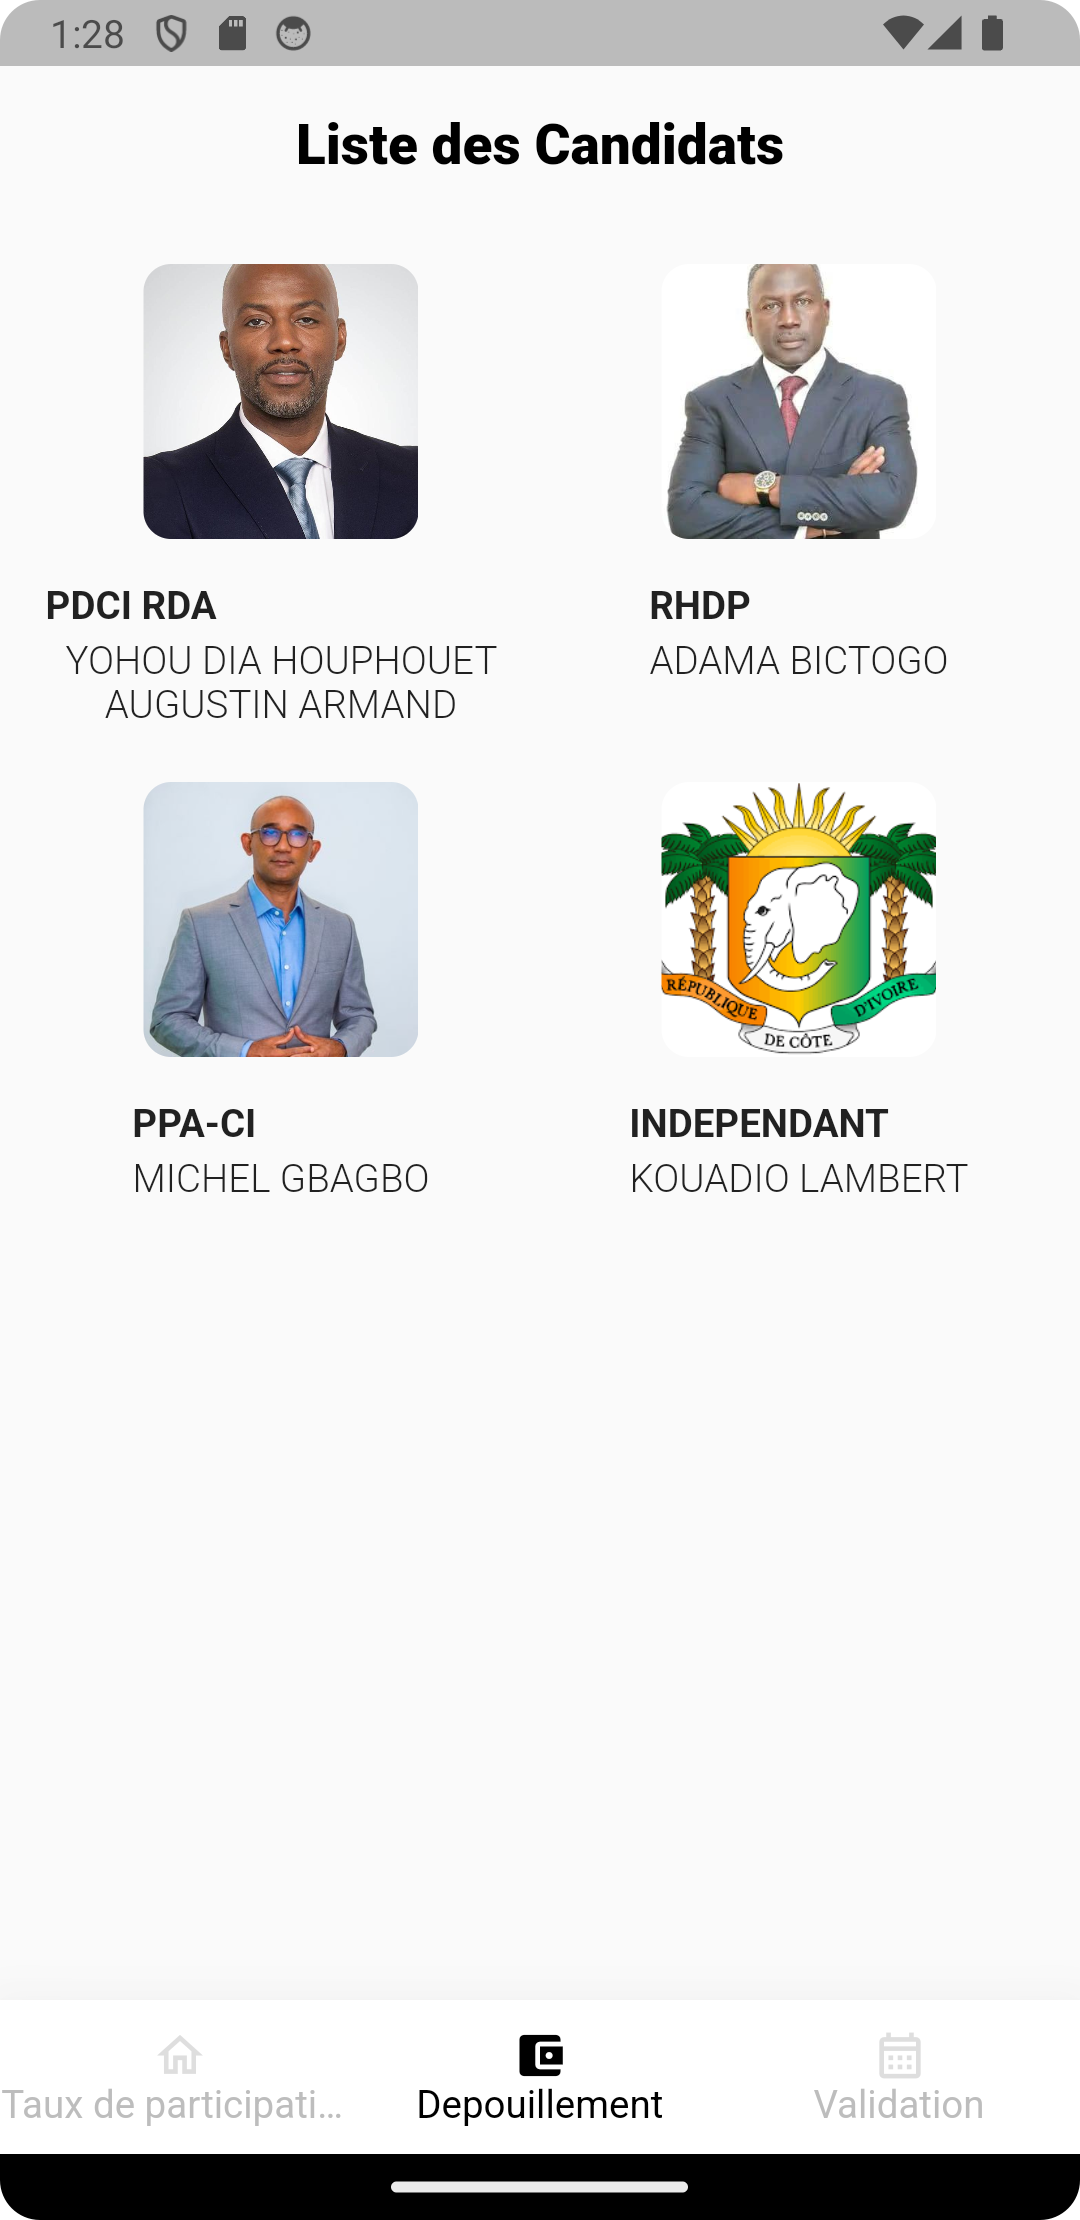 1:28
Liste des Candidats
PDCI RDA
YOHOU DIA HOUPHOUET
AUGUSTIN ARMAND
RHDP
ADAMA BICTOGO
RÉPUBLIQUE
DE CÔTE
D'IVOIRE
PPA-CI
MICHEL GBAGBO
INDEPENDANT
KOUADIO LAMBERT
Taux de participati...
Depouillement
Validation